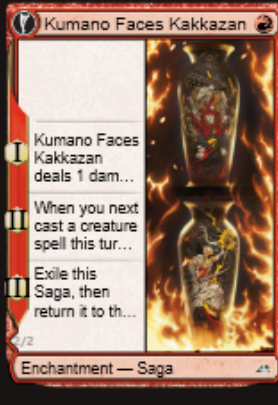 Kumano Faces Kakkazan
I
Kumano Faces
Kakkazan
deals 1 dam...
II
When you next
cast a creature
spell this tur...
III
Exile this
Saga, then
return it to th...
2/2
Enchantment — Saga